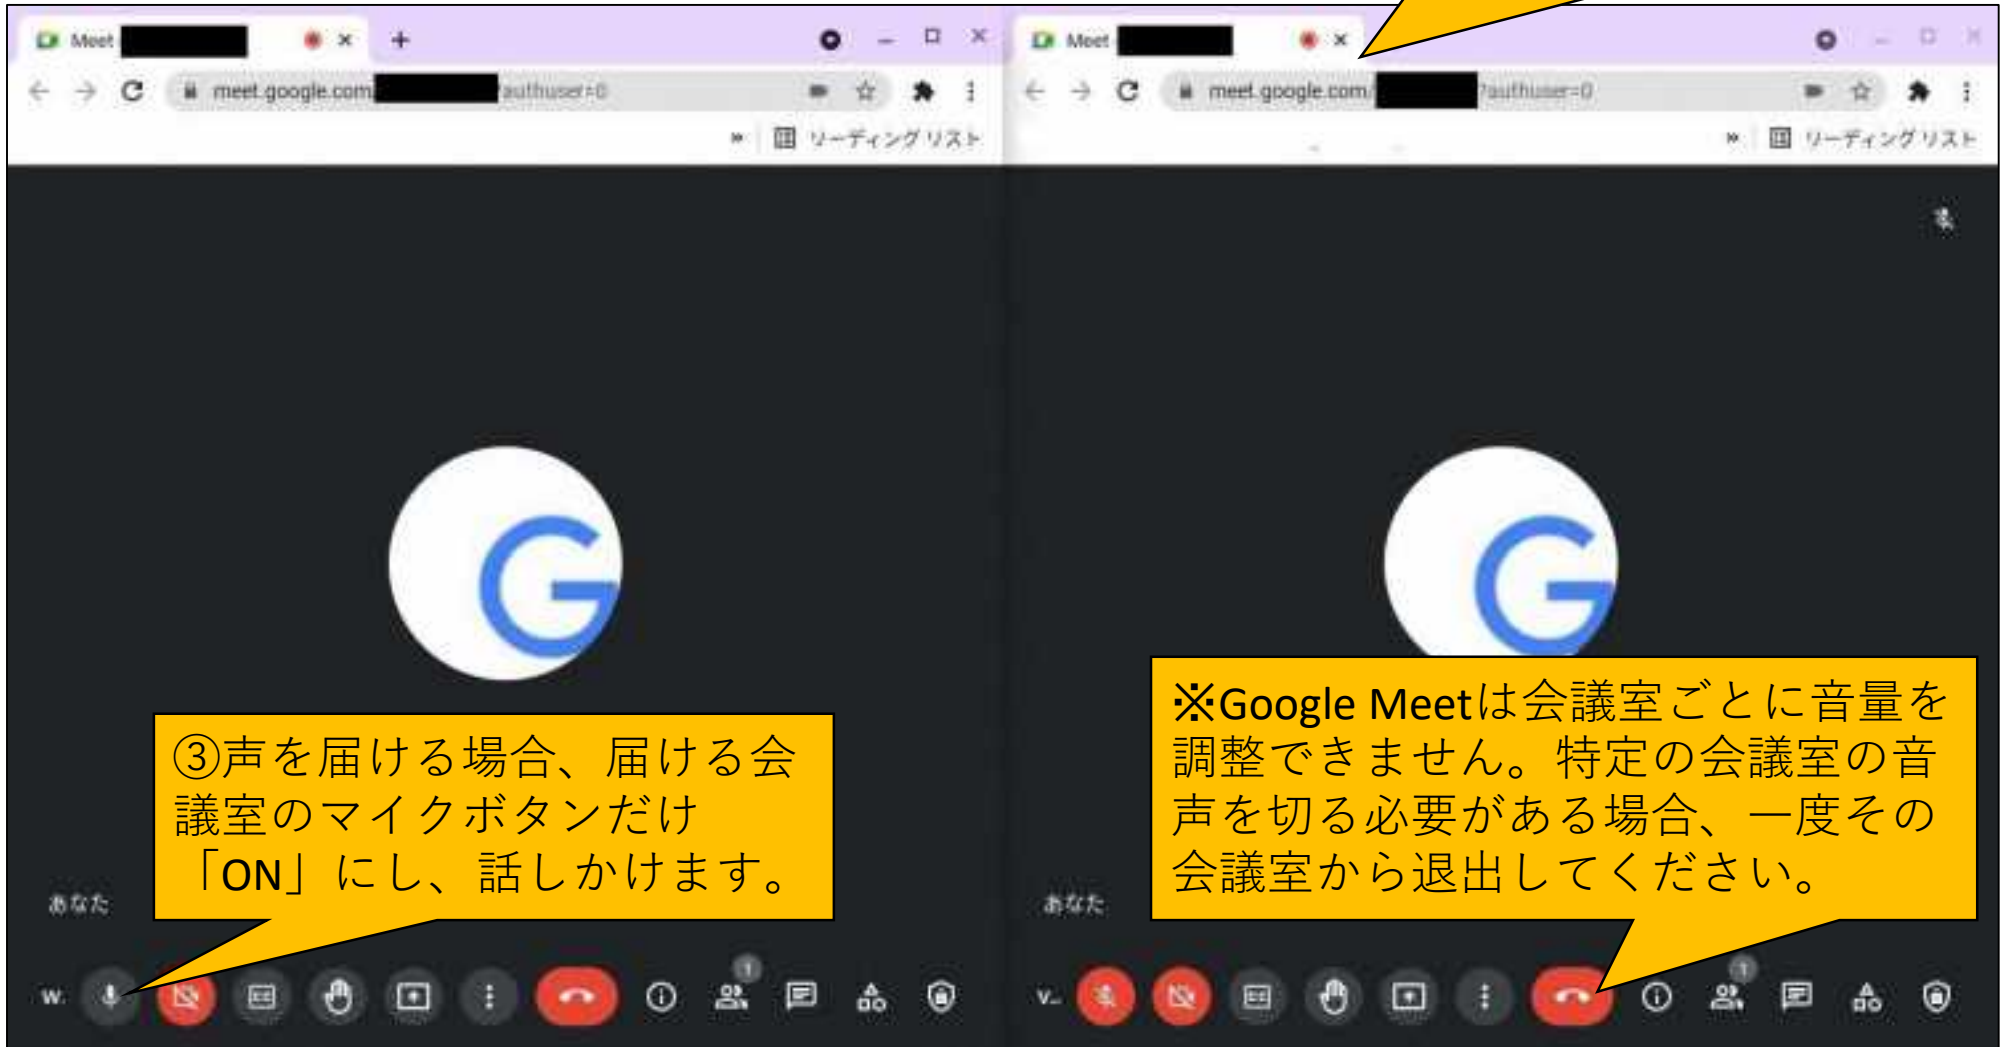 Meet
meet.google.com
authuser=0
リーディング リスト
Meet
meet.google.com/
?authuser=0
リーディング リスト
③声を届ける場合、届ける会
議室のマイクボタンだけ
「ON」にし、話しかけます。
あなた
W.
1
※Google Meetは会議室ごとに音量を
調整できません。特定の会議室の音
声を切る必要がある場合、一度その
会議室から退出してください。
あなた
V...
1